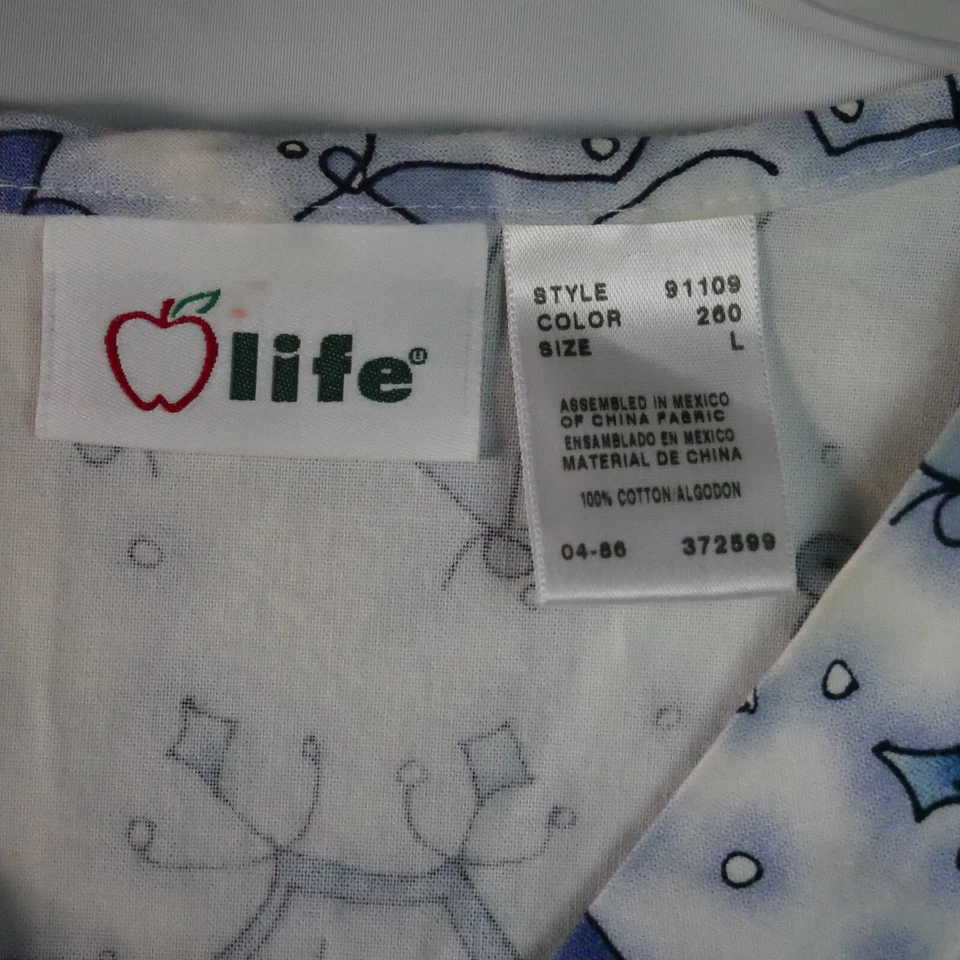 life
STYLE 91109
COLOR 260
SIZE L
ASSEMBLED IN MEXICO
OF CHINA FABRIC
ENSAMBLADO EN MEXICO
MATERIAL DE CHINA
100% COTTON/ALGODON
04-86 372599